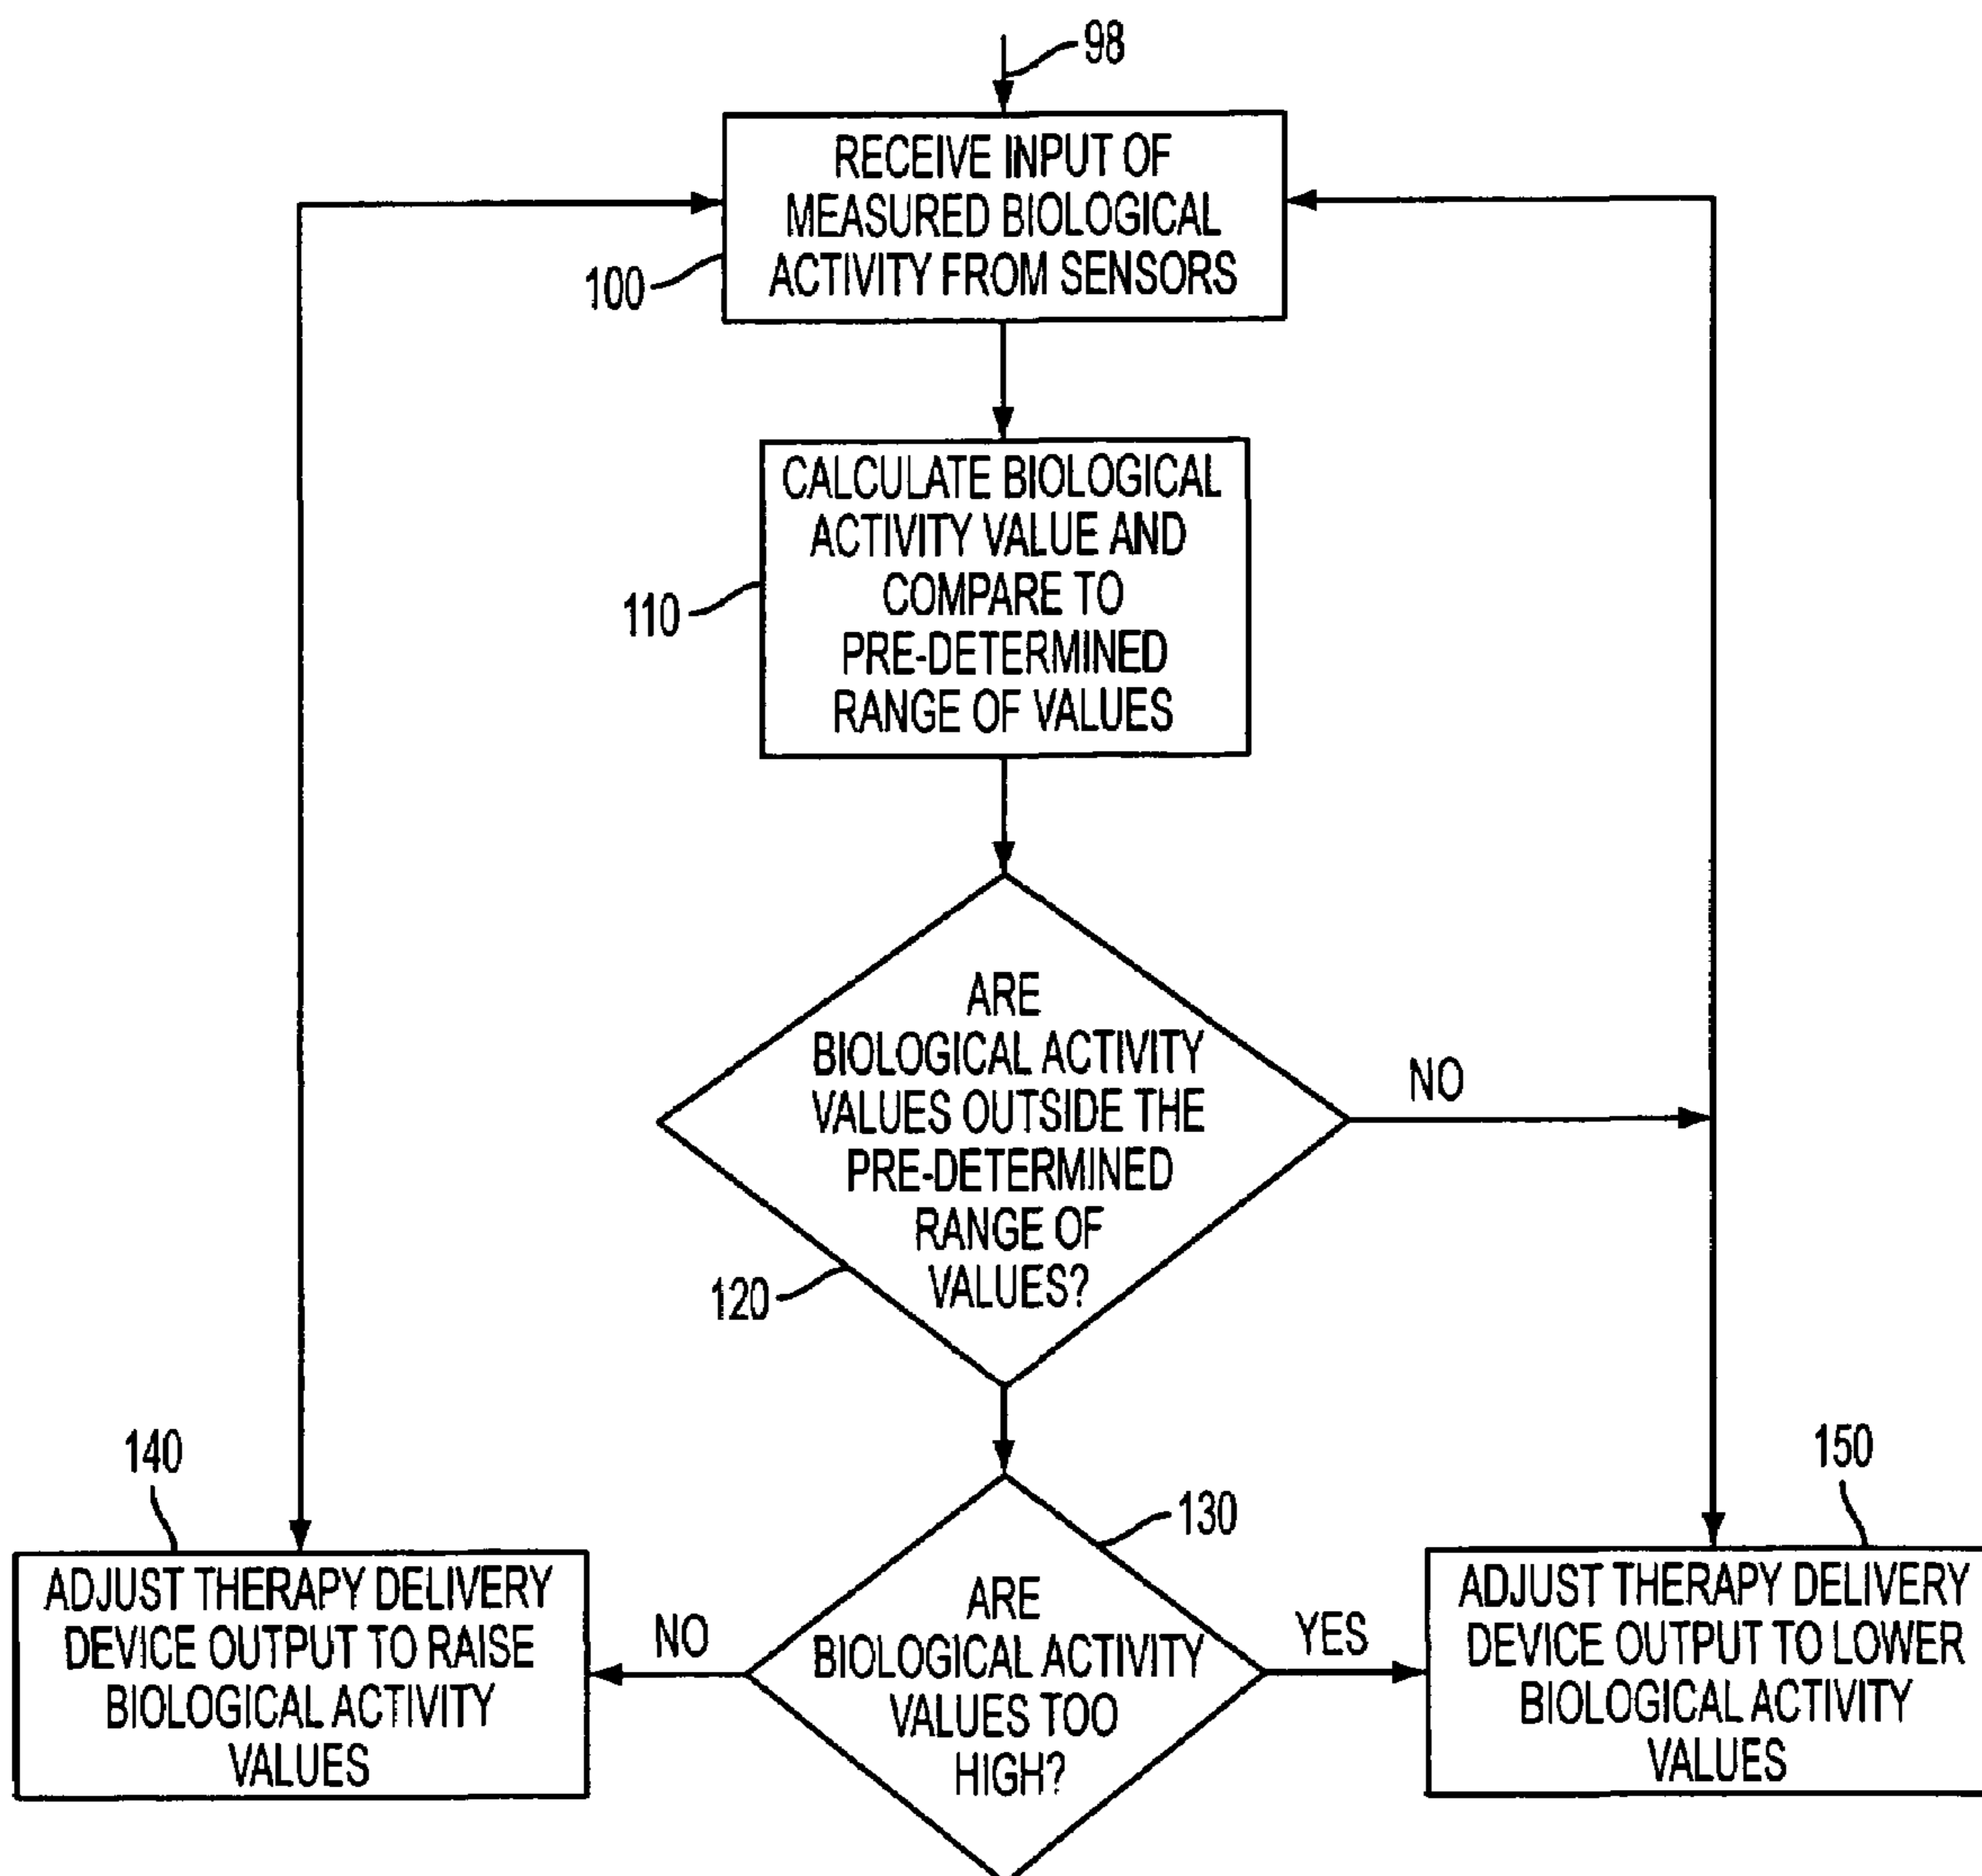 98
RECEIVE INPUT OF
MEASURED BIOLOGICAL
ACTIVITY FROM SENSORS
100
CALCULATE BIOLOGICAL
ACTIVITY VALUE AND
COMPARE TO
PRE-DETERMINED
RANGE OF VALUES
110
ARE
BIOLOGICAL ACTIVITY
VALUES OUTSIDE THE
PRE-DETERMINED
RANGE OF
VALUES?
NO
120
130
ARE
BIOLOGICAL ACTIVITY
VALUES TOO
HIGH?
NO
YES
140
ADJUST THERAPY DELIVERY
DEVICE OUTPUT TO RAISE
BIOLOGICAL ACTIVITY
VALUES
150
ADJUST THERAPY DELIVERY
DEVICE OUTPUT TO LOWER
BIOLOGICAL ACTIVITY
VALUES